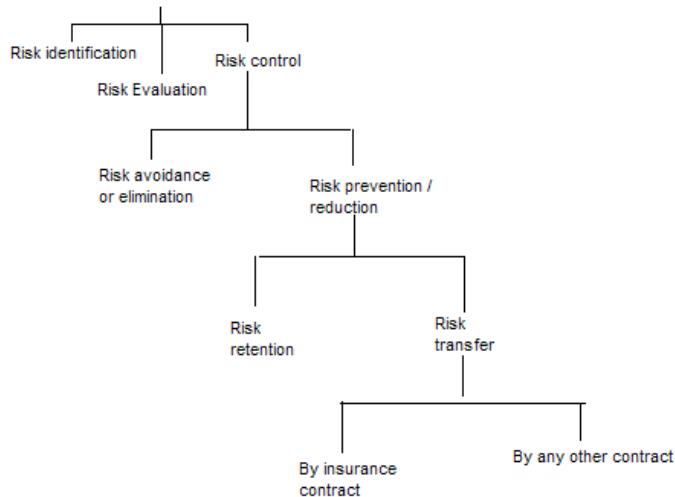 Risk identification
Risk control
Risk Evaluation
Risk avoidance
or elimination
Risk prevention /
reduction
Risk
retention
Risk
transfer
By insurance
contract
By any other contract